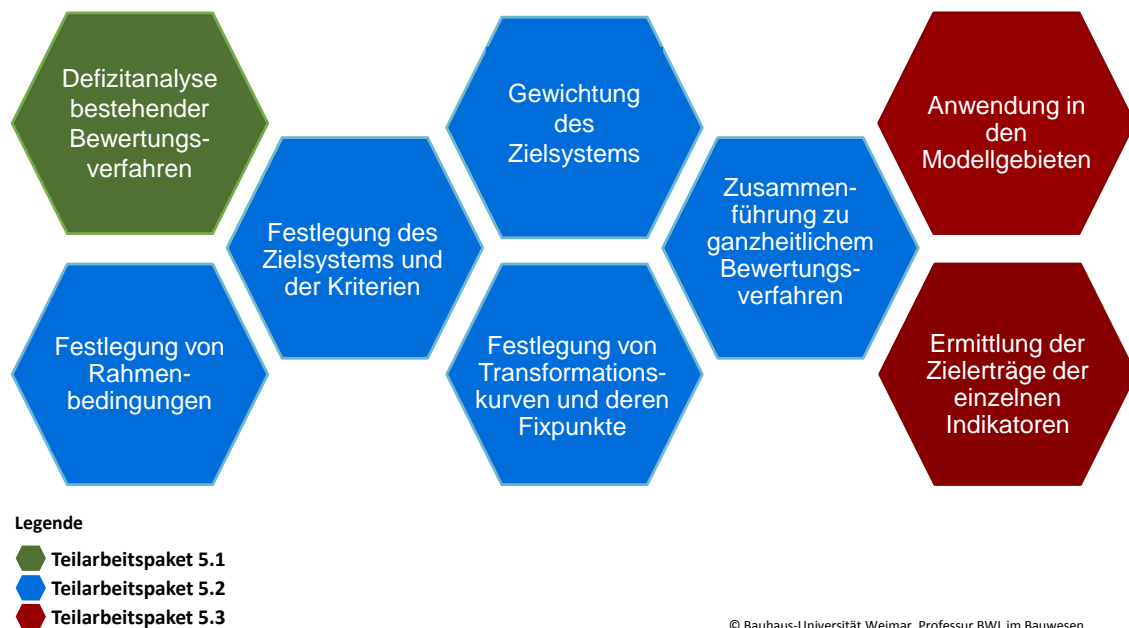 Defizitanalyse
bestehender
Bewertungs-
verfahren
Festlegung von
Rahmen-
bedingungen
Festlegung des
Zielsystems und
der Kriterien
Gewichtung
des
Zielsystems
Festlegung von
Transformations-
kurven und deren
Fixpunkte
Zusammen-
führung zu
ganzheitlichem
Bewertungs-
verfahren
Anwendung in
den
Modellgebieten
Ermittlung der
Zielerträge der
einzelnen
Indikatoren
Legende
Teilarbeitspaket 5.1
Teilarbeitspaket 5.2
Teilarbeitspaket 5.3
© Bauhaus-Universität Weimar, Professur BWL im Bauwesen